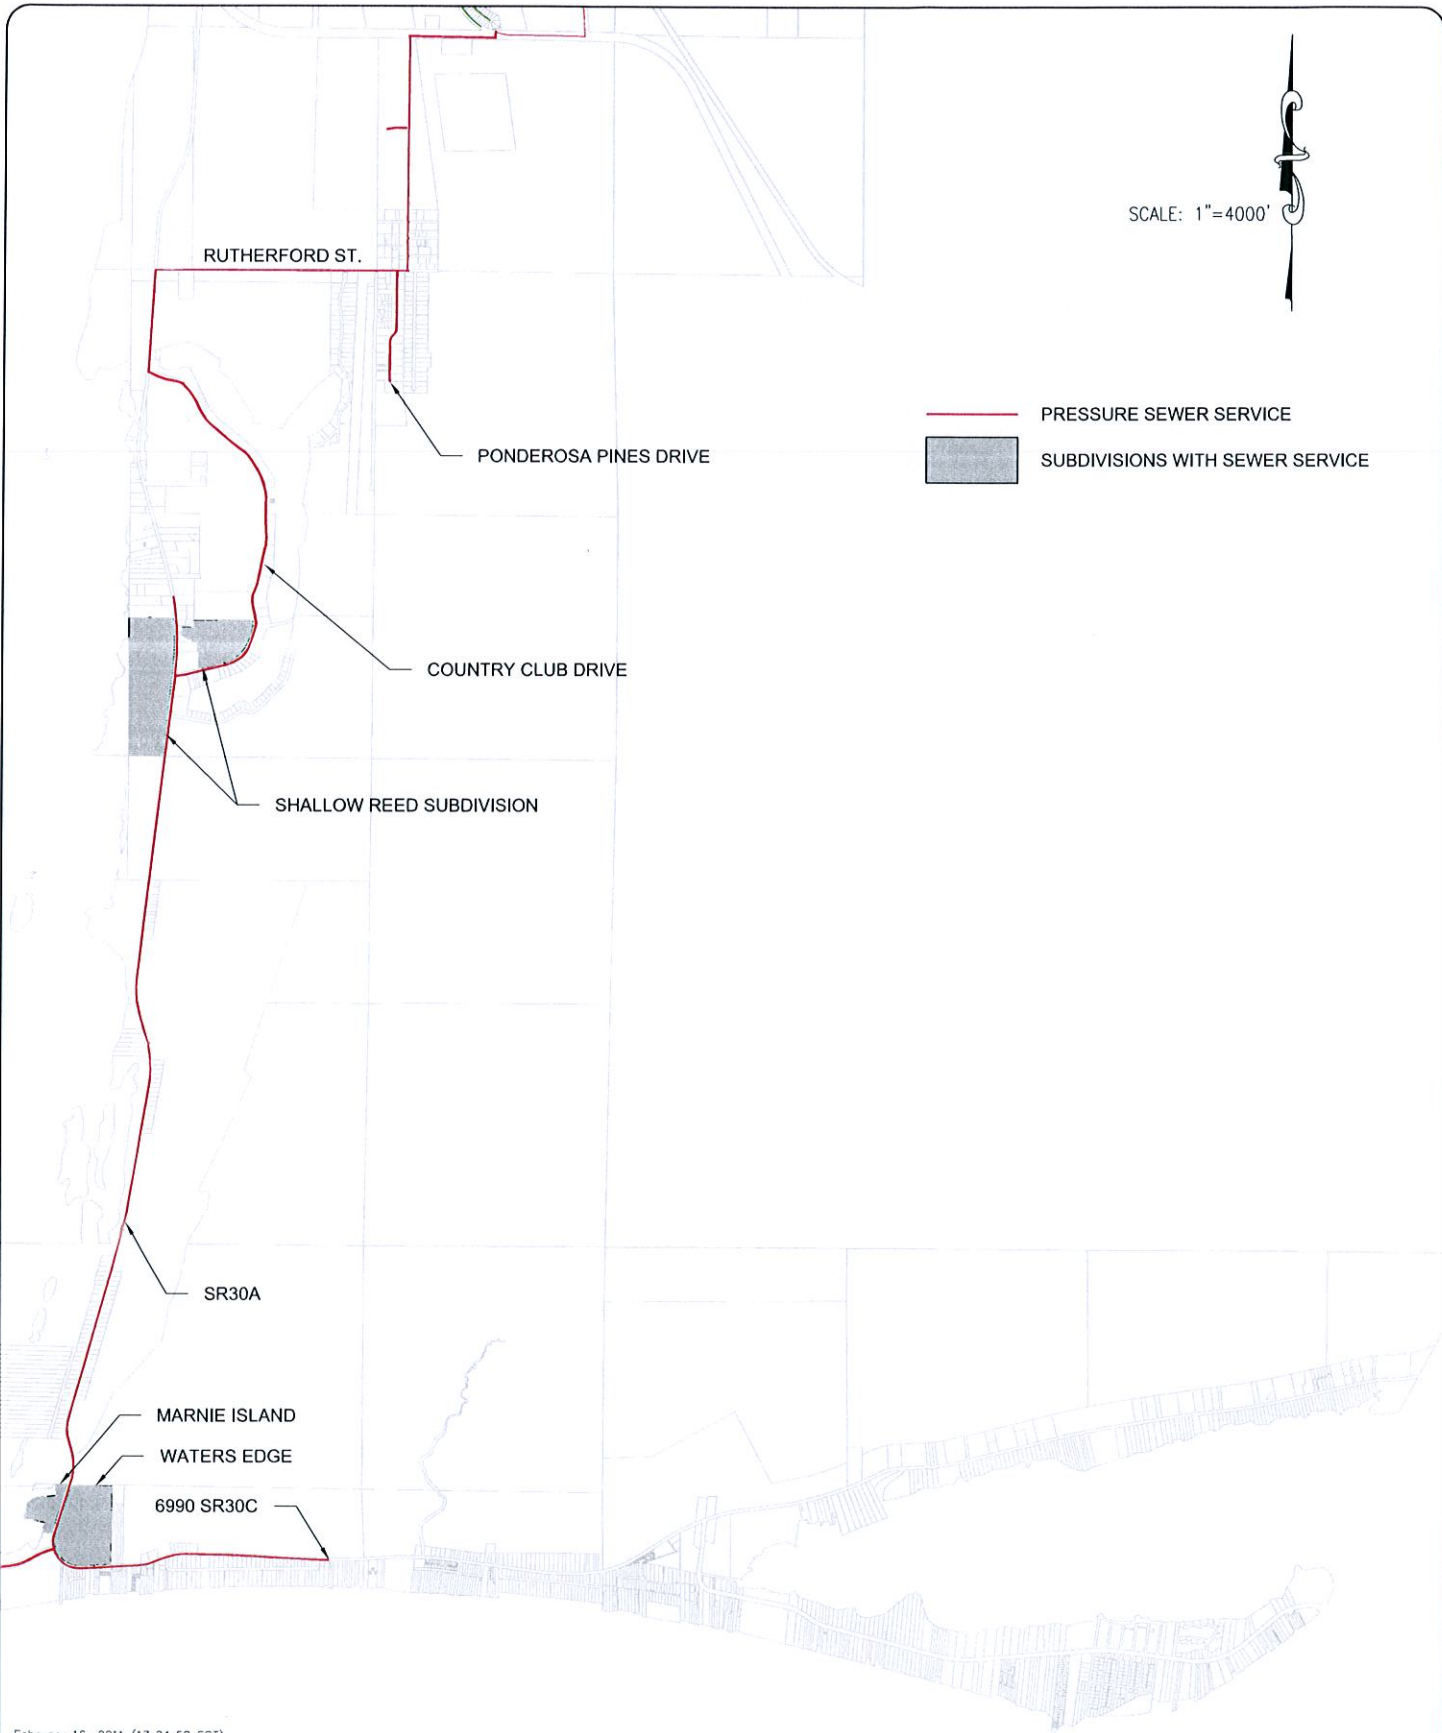 SCALE: 1"=4000'
RUTHERFORD ST.
PRESSURE SEWER SERVICE
PONDEROSA PINES DRIVE
SUBDIVISIONS WITH SEWER SERVICE
COUNTRY CLUB DRIVE
SHALLOW REED SUBDIVISION
SR30A
MARNIE ISLAND
WATERS EDGE
6990 SR30C